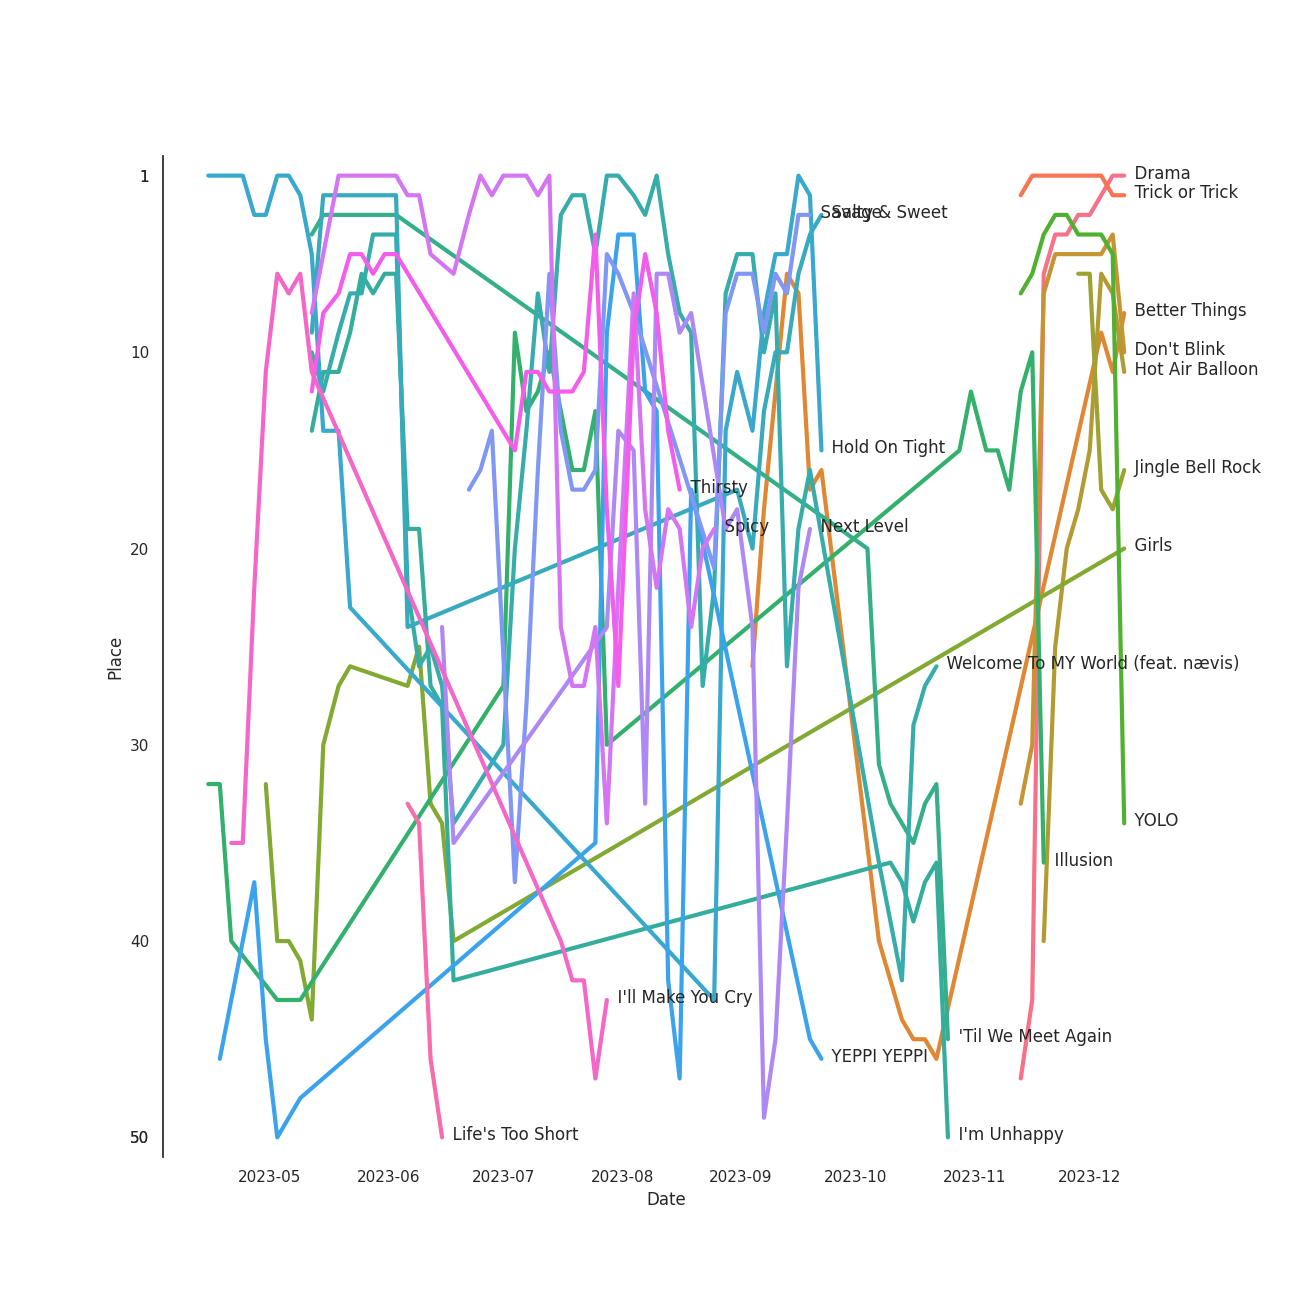 1
10
20
30
40
50
Place
Drama
Trick or Trick
Savage
Salty & Sweet
Better Things
Don't Blink
Hot Air Balloon
Hold On Tight
Jingle Bell Rock
Thirsty
Spicy
Next Level
Girls
Welcome To MY World (feat. nævis)
YOLO
Illusion
I'll Make You Cry
'Til We Meet Again
YEPPI YEPPI
Life's Too Short
I'm Unhappy
2023-05 2023-06 2023-07 2023-08 2023-09 2023-10 2023-11 2023-12
Date